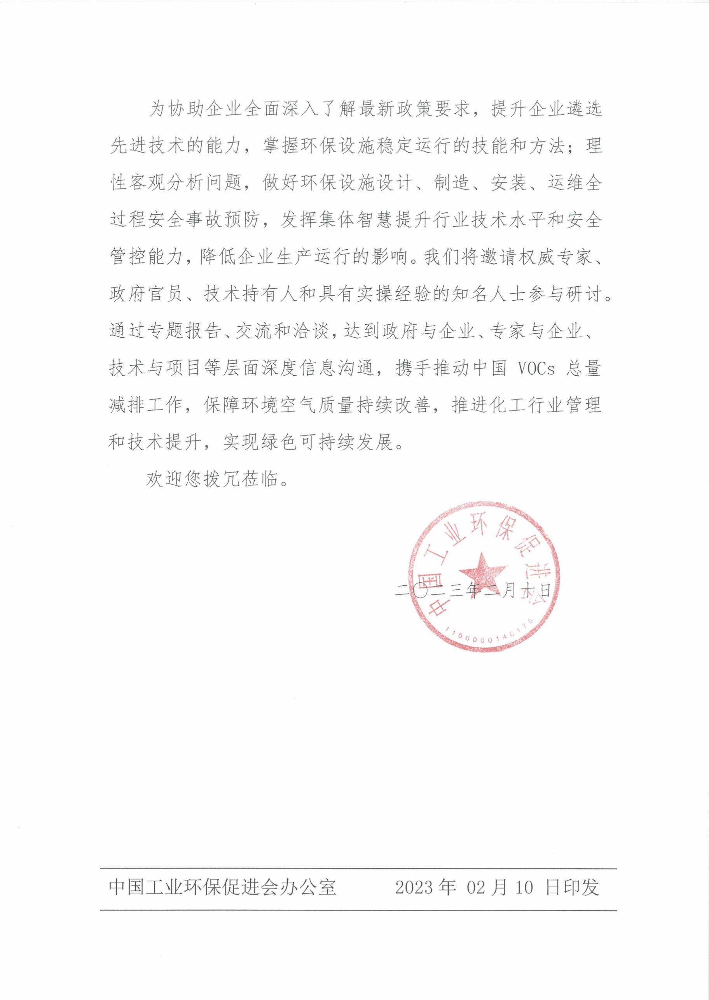 为协助企业全面深入了解最新政策要求，提升企业遴选
先进技术的能力，掌握环保设施稳定运行的技能和方法；理
性客观分析问题，做好环保设施设计、制造、安装、运维全
过程安全事故预防，发挥集体智慧提升行业技术水平和安全
管控能力，降低企业生产运行的影响。我们将邀请权威专家、
政府官员、技术持有人和具有实操经验的知名人士参与研讨。
通过专题报告、交流和洽谈，达到政府与企业、专家与企业、
技术与项目等层面深度信息沟通，携手推动中国 VOCs 总量
减排工作，保障环境空气质量持续改善，推进化工行业管理
和技术提升，实现绿色可持续发展。
欢迎您拨冗莅临。
中国工业环保促进会
二〇二三年二月十日
中国工业环保促进会办公室 2023 年 02 月 10 日印发